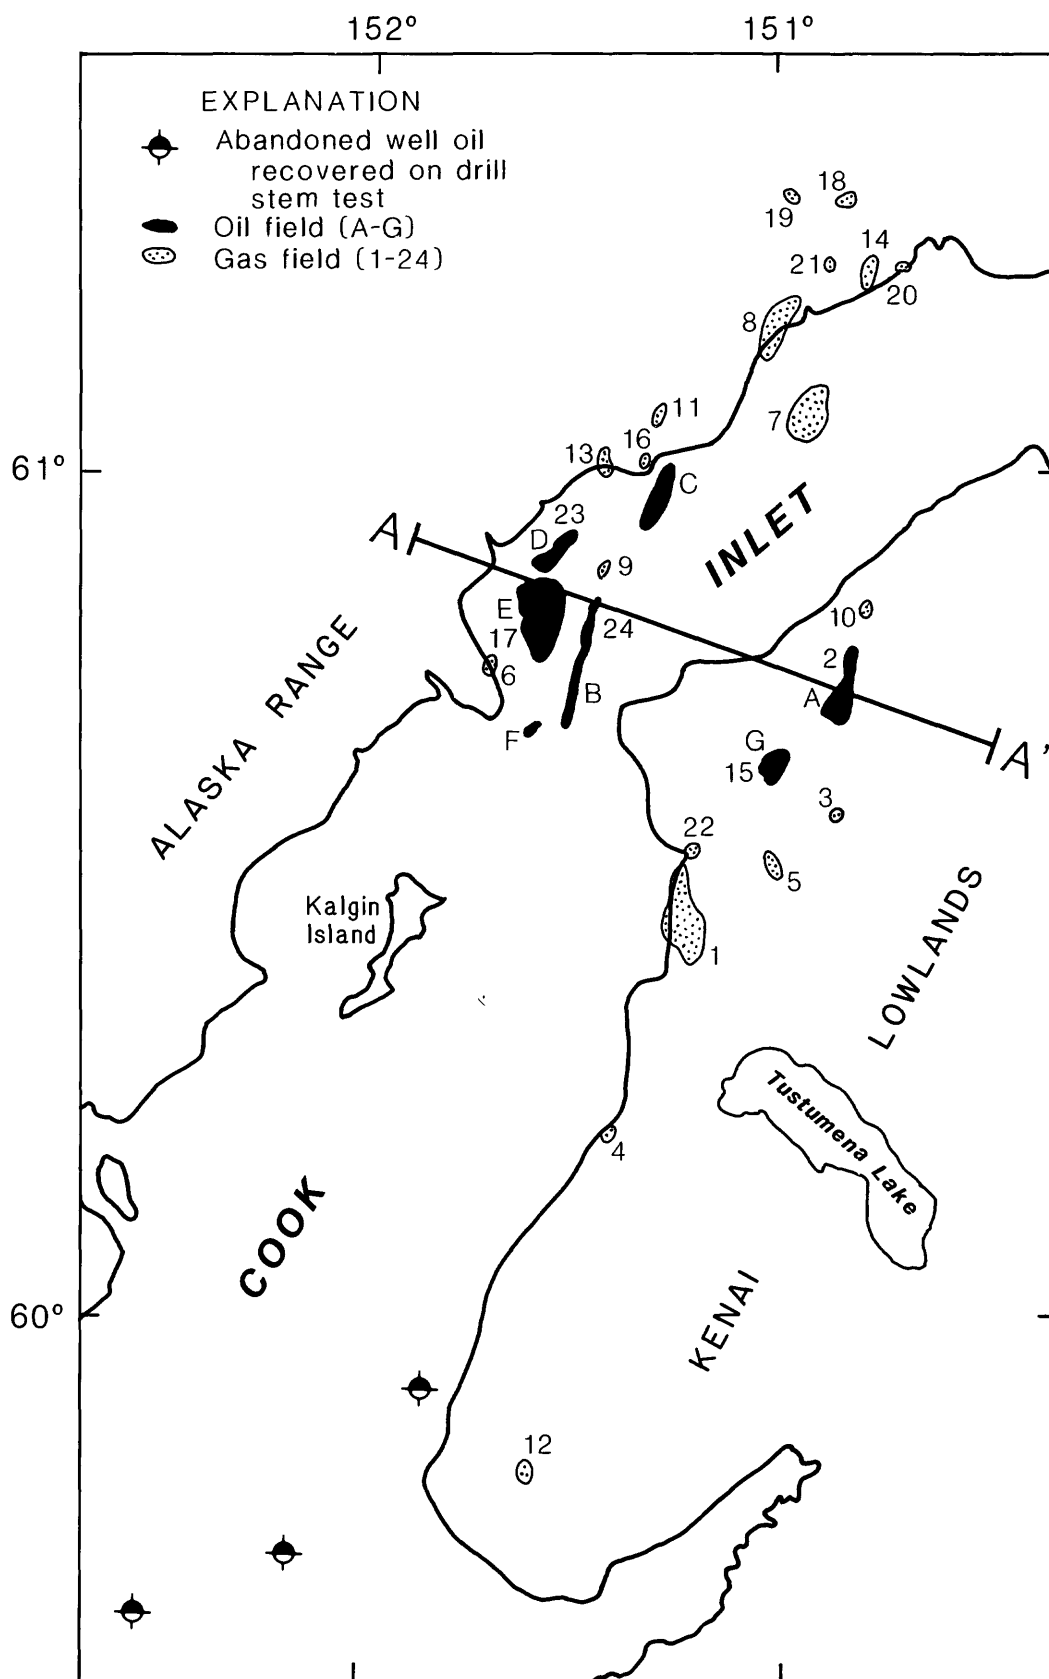 152° 151°
EXPLANATION
Abandoned well oil
recovered on drill
stem test
Oil field (A-G)
Gas field (1-24)
18
19
14
21
20
8
7
11
16
13
61°
C
23
A
D
INLET
9
E
10
24
17
2
6
B
A
F
G
A'
15
ALASKA RANGE
3
22
5
Kalgin
Island
1
LOWLANDS
Tustumena Lake
4
COOK
60°
KENAI
12